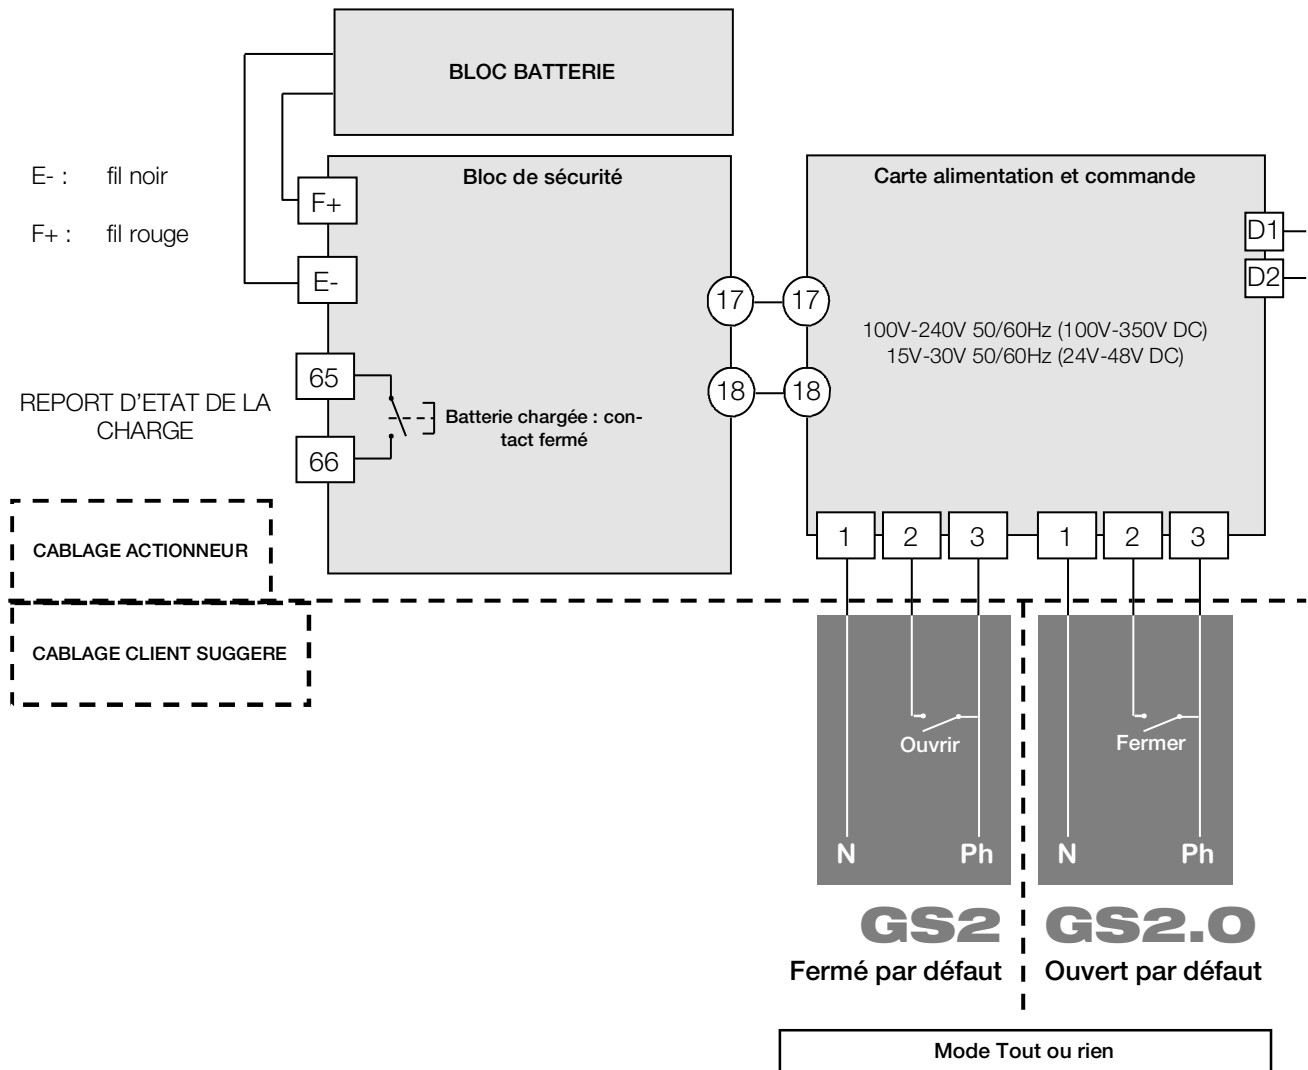 BLOC BATTERIE
E- : fil noir
F+ : fil rouge
F+
E-
Bloc de sécurité
Carte alimentation et commande
D1
D2
17
17
18
18
100V-240V 50/60Hz (100V-350V DC)
15V-30V 50/60Hz (24V-48V DC)
REPORT D'ETAT DE LA
CHARGE
65
66
Batterie chargée : con-
tact fermé
1
2
3
1
2
3
CABLAGE ACTIONNEUR
CABLAGE CLIENT SUGGERE
Ouvrir
Fermer
N
Ph
N
Ph
GS2
GS2.0
Fermé par défaut
Ouvert par défaut
Mode Tout ou rien